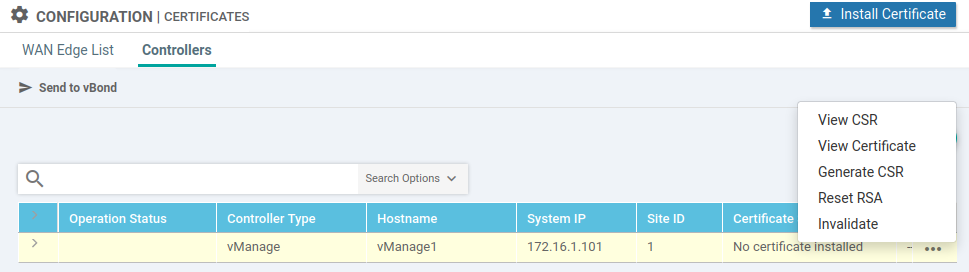 CONFIGURATION | CERTIFICATES
Install Certificate
WAN Edge List Controllers
Send to vBond
View CSR
View Certificate
Generate CSR
Reset RSA
Invalidate
Search Options
Operation Status Controller Type Hostname System IP Site ID Certificate
vManage vManage1 172.16.1.101 1 No certificate installed --